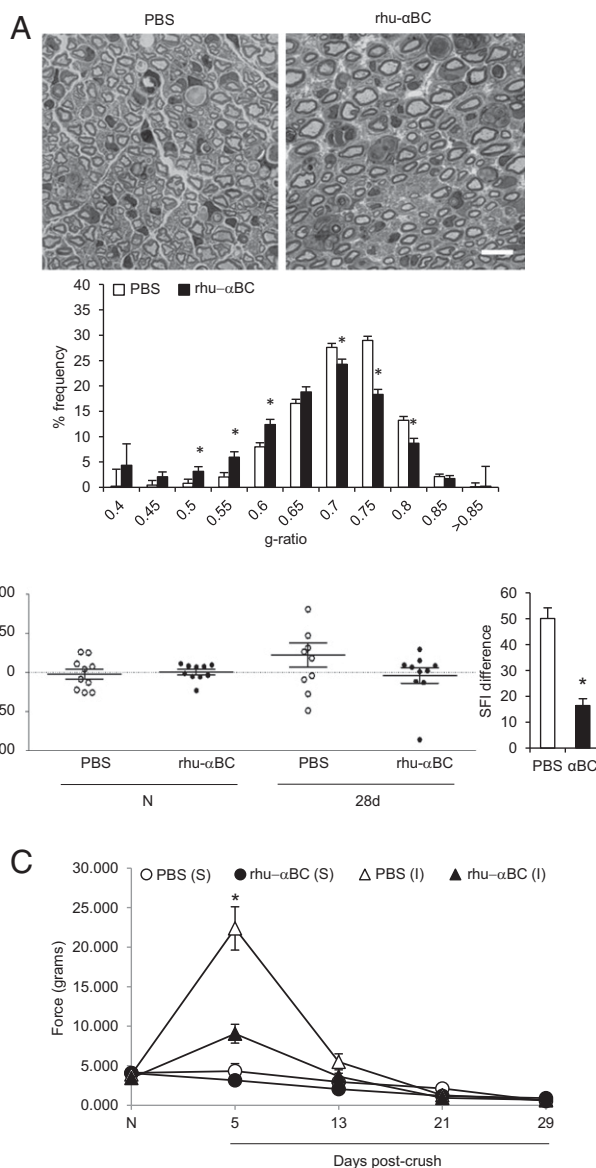 A
PBS
rhu-αBC
PBS
rhu–αBC
% frequency
40
35
30
25
20
15
10
5
0
0.4
0.45
0.5
0.55
0.6
0.65
0.7
0.75
0.8
0.85
>0.85
*
*
*
*
*
*
g-ratio
00
50
0
50
00
PBS
rhu-αBC
PBS
rhu-αBC
N
28d
SFI difference
60
50
40
30
20
10
0
*
PBS
αBC
C
PBS (S)
rhu-αBC (S)
PBS (I)
rhu-αBC (I)
Force (grams)
30.000
25.000
20.000
15.000
10.000
5.000
0.000
*
N
5
13
21
29
Days post-crush